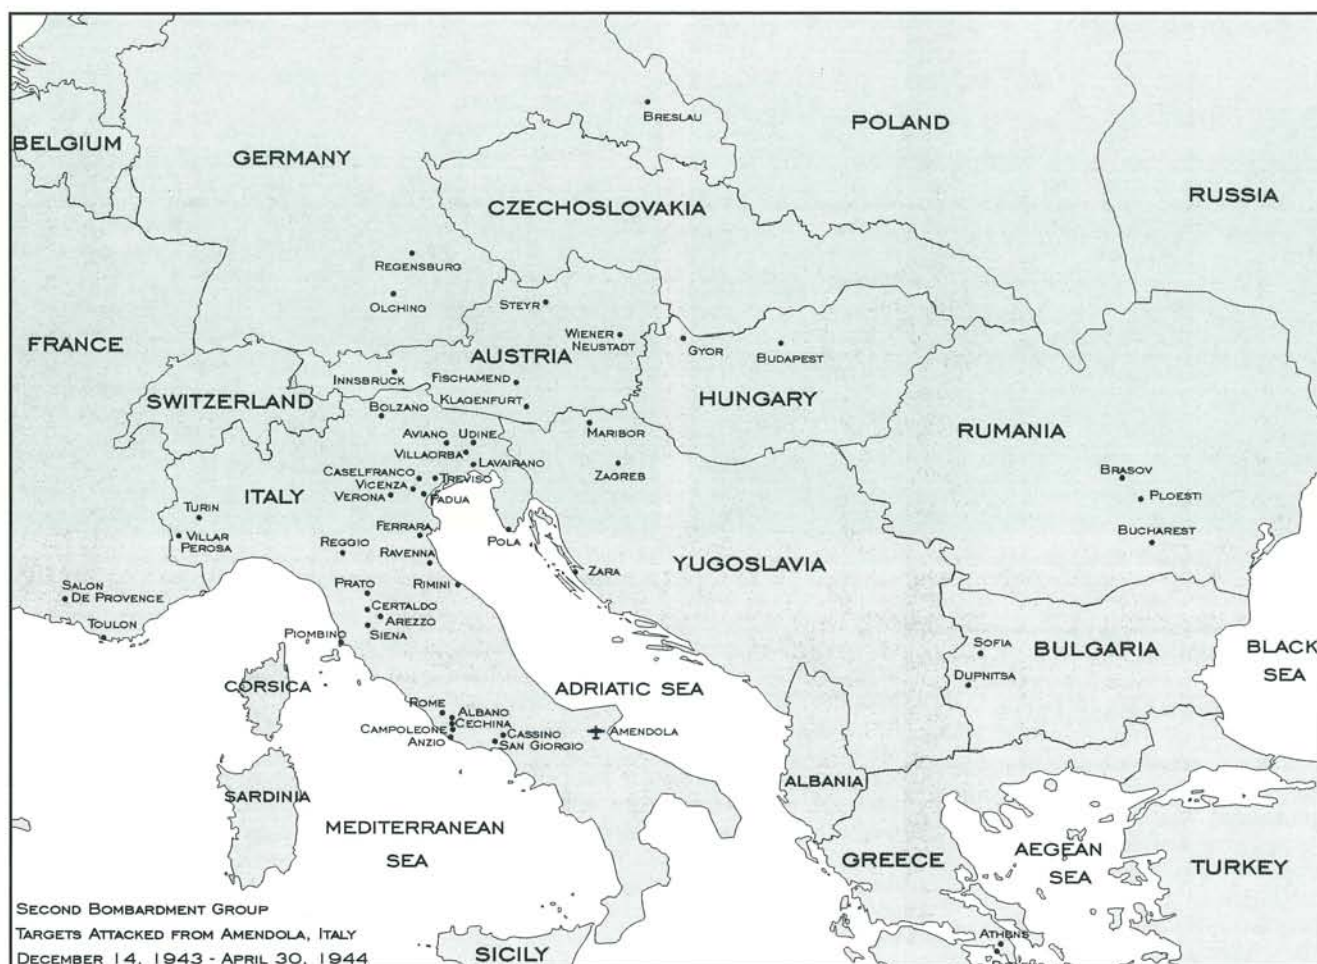 BRESLAU
POLAND
BELGIUM
GERMANY
RUSSIA
CZECHOSLOVAKIA
REGENSBURG
OLCHING
STEYR
FRANCE
WIENER
NEUSTADT
GYOR
BUDAPEST
AUSTRIA
INNSBRUCK
FISCHAMEND
SWITZERLAND
KLAGENFURT
HUNGARY
BOLZANO
MARIBOR
RUMANIA
AVIANO
UDINE
VILLAORBA
LAVAIRANO
ZAGREB
BRASOV
CASELFRANCO
TREVISO
VICENZA
VERONA
PADUA
ITALY
PLOESTI
TURIN
FERRARA
BUCHAREST
VILLAR
PEROSA
REGGIO
RAVENNA
POLA
YUGOSLAVIA
ZARA
SALON
DE PROVENCE
PRATO
RIMINI
CERTALDO
AREZZO
TOULON
SIENA
PIOMBINO
SOFIA
BULGARIA
BLACK
SEA
DUPNITSA
CORSICA
ADRIATIC SEA
ROME
ALBANO
CECHINA
CAMPOLEONE
ANZIO
CASSINO
SAN GIORGIO
AMENDOLA
SARDINIA
ALBANIA
MEDITERRANEAN
SEA
GREECE
AEGEAN
SEA
TURKEY
SECOND BOMBARDMENT GROUP
TARGETS ATTACKED FROM AMENDOLA, ITALY
DECEMBER 14, 1943 - APRIL 30, 1944
SICILY
ATHENS